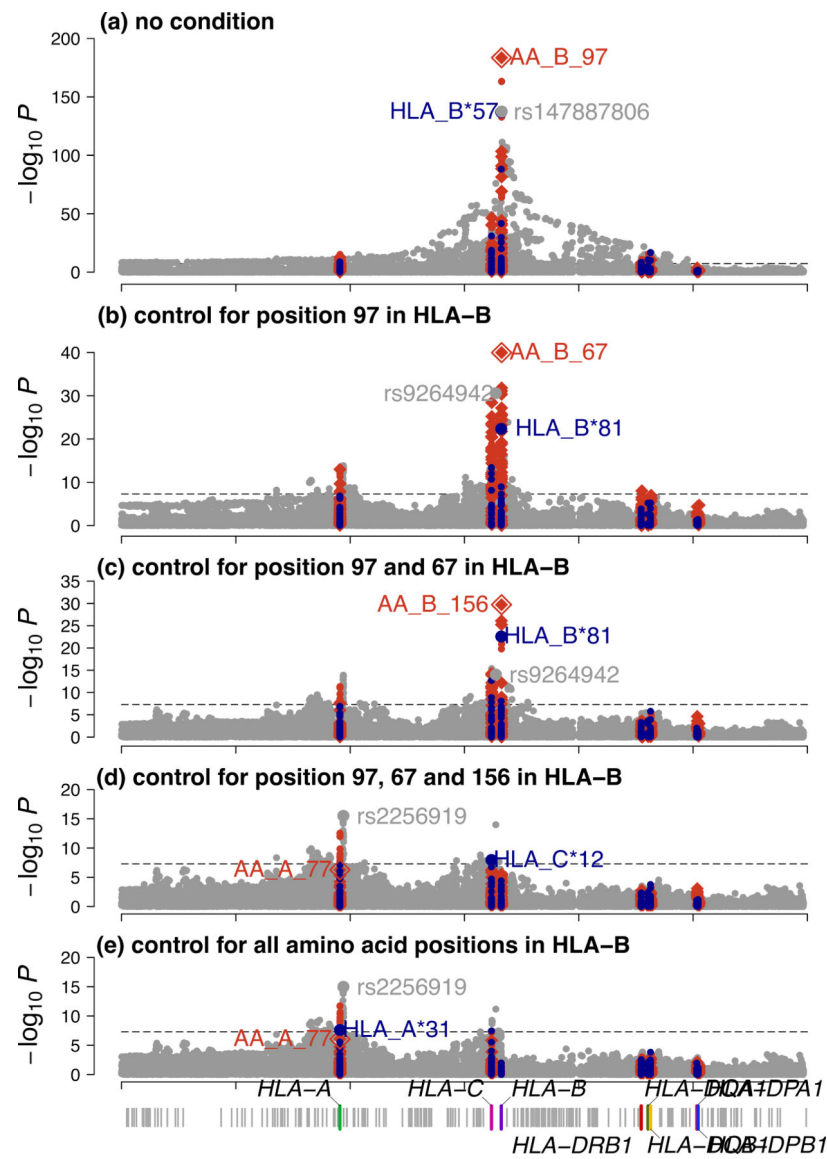 (a) no condition
200
150
100
50
0
−log10 P
AA_B_97
HLA_B*57
rs147887806
(b) control for position 97 in HLA−B
40
30
20
10
0
−log10 P
AA_B_67
rs9264942
HLA_B*81
(c) control for position 97 and 67 in HLA−B
35
30
25
20
15
10
5
0
−log10 P
AA_B_156
HLA_B*81
rs9264942
(d) control for position 97, 67 and 156 in HLA−B
20
15
10
5
0
−log10 P
rs2256919
AA_A_77
HLA_C*12
(e) control for all amino acid positions in HLA−B
20
15
10
5
0
−log10 P
rs2256919
HLA_A*31
AA_A_77
HLA−A HLA−C HLA−B HLA−DQA1 HLA−DPA1
HLA−DRB1 HLA−DQB1 HLA−DPB1